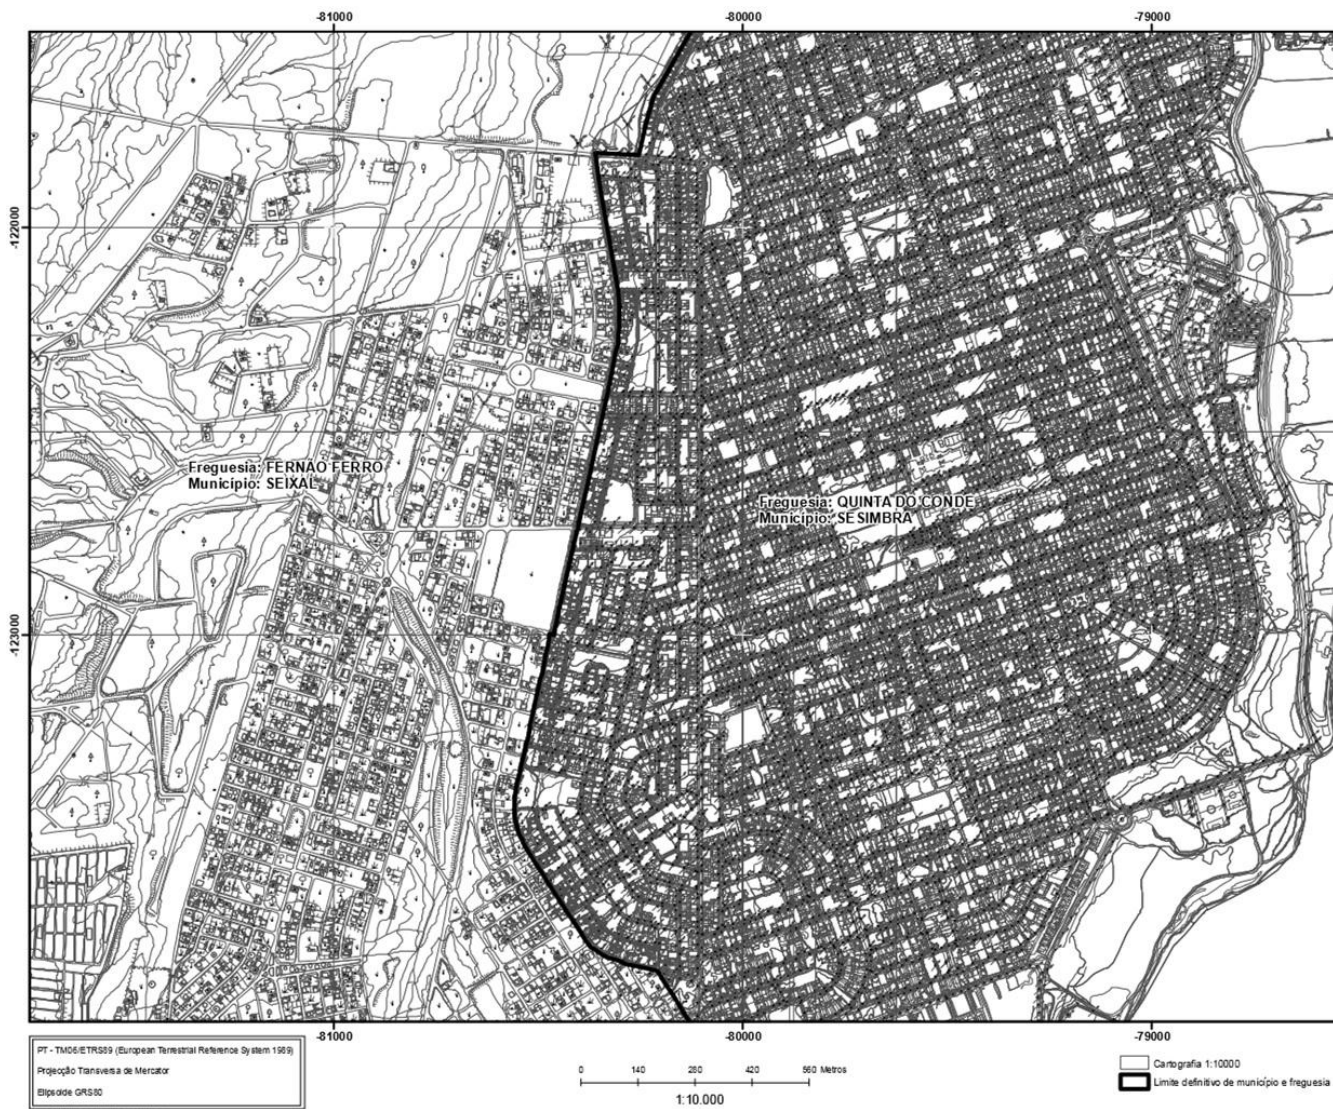 -81000
-80000
-79000
-122000
Freguesia: FERNÃO FERRO
Município: SEIXAL
Freguesia: QUINTA DO CONDE
Município: SESIMBRA
-123000
-81000
-80000
-79000
PT - TM06/ETRS89 (European Terrestrial Reference System 1989)
Projecção Transversa de Mercator
Elipsoide GRS80
0 140 280 420 560 Metros
1:10.000
Cartografia 1:10000
Limite definitivo de município e freguesia